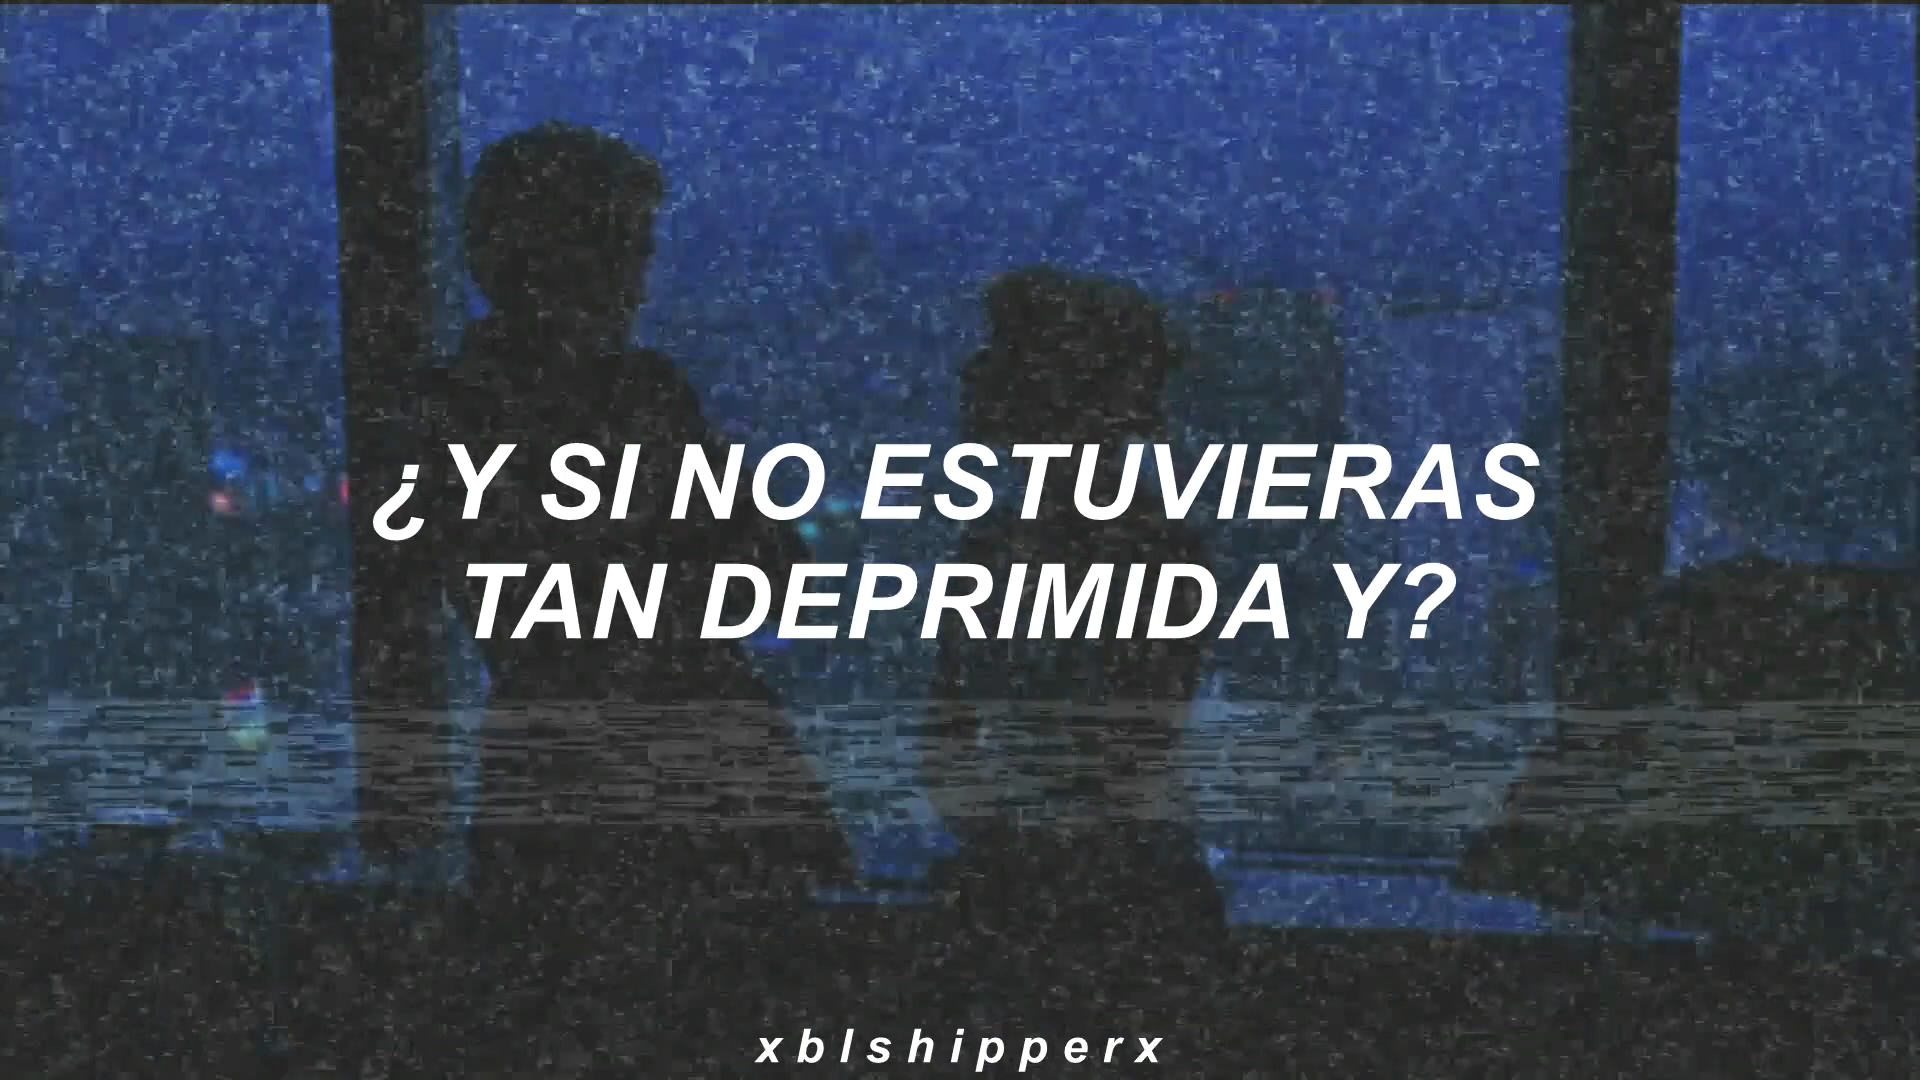 ¿Y SI NO ESTUVIERAS
TAN DEPRIMIDA Y?
xblshipperx